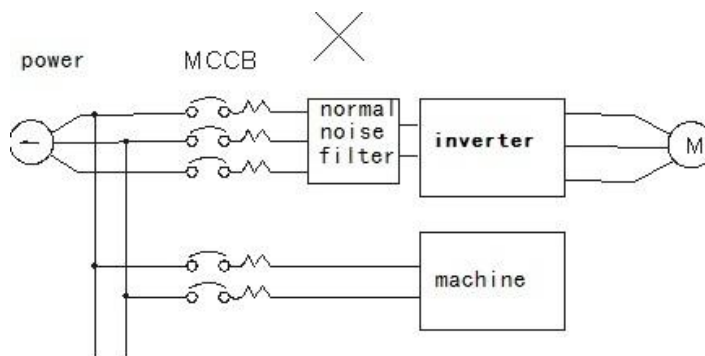 power
MCCB
normal
noise
filter
inverter
M
machine